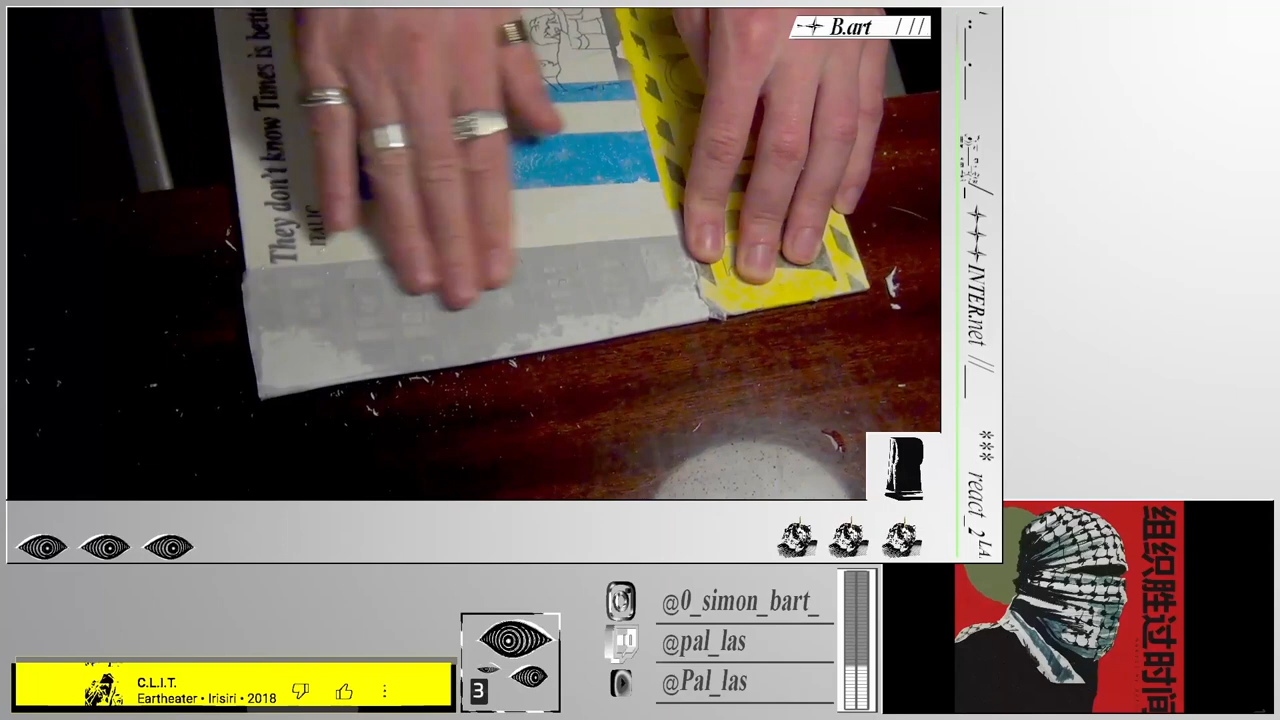 B.art ///
They don't know Times is
ITALIC
INTER.net //
*** react_2 L.A.
@0_simon_bart_
@pal_las
@Pal_las
3
C.L.I.T.
Eartheater • Irisiri • 2018
组织胜过时间